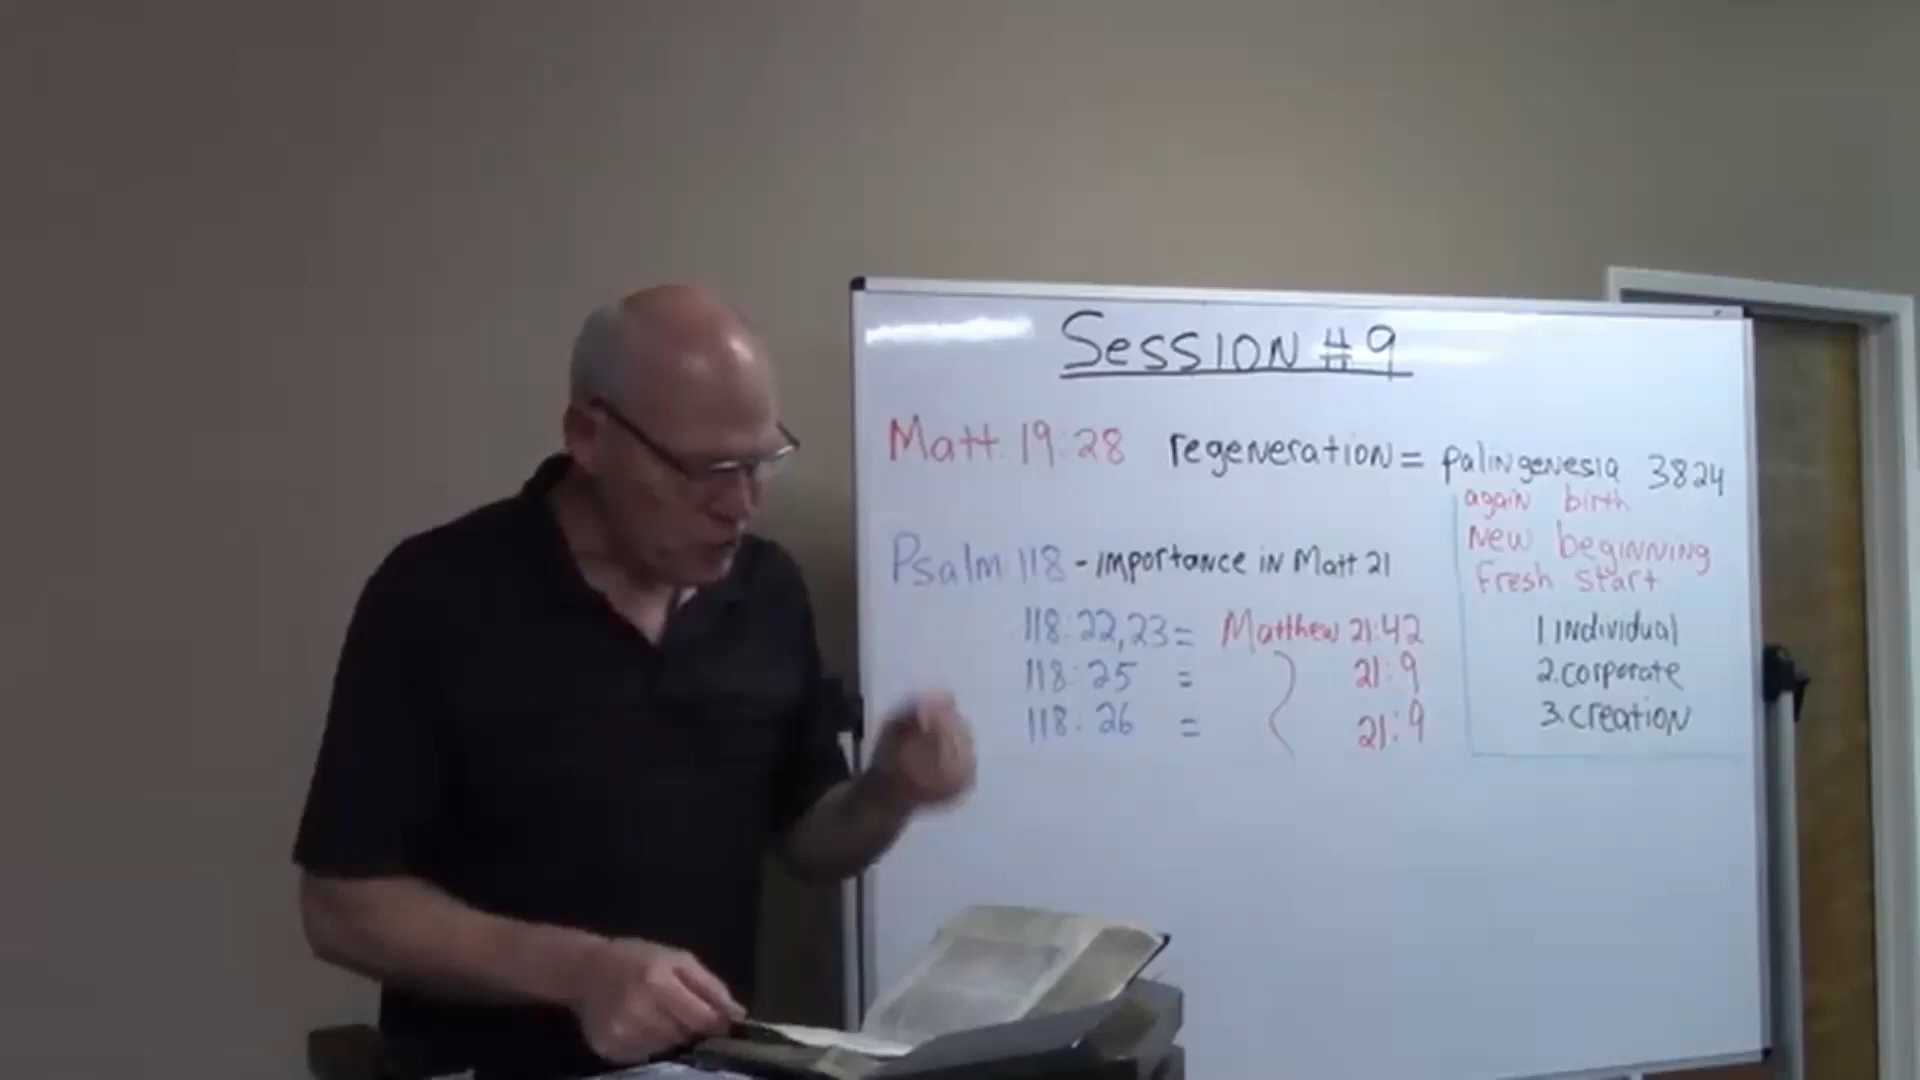 SESSION #9
Matt. 19:28 regeneration = palingenesia 3824
again birth
New beginning
Fresh start
1 individual
2. corporate
3. creation
Psalm 118 - importance in Matt 21
118:22,23 = Matthew 21:42
118:25 = 21:9
118:26 = 21:9